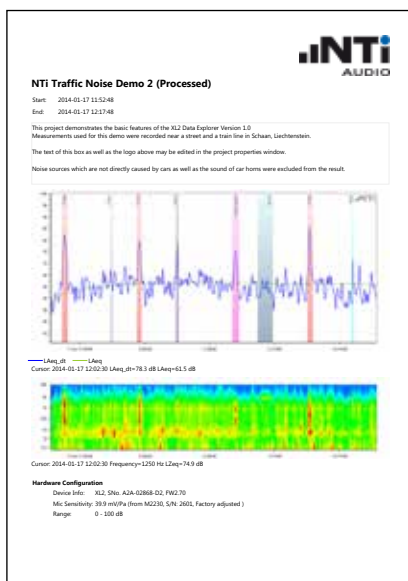 NTi
AUDIO
NTi Traffic Noise Demo 2 (Processed)
Start: 2014-01-17 11:52:48
End: 2014-01-17 12:17:48
This project demonstrates the basic features of the XL2 Data Explorer Version 1.0
Measurements used for this demo were recorded near a street and a train line in Schaan, Liechtenstein.
The text of this box as well as the logo above may be edited in the project properties window.
Noise sources which are not directly caused by cars as well as the sound of car horns were excluded from the result.
LAeq_dt LAeq
Cursor: 2014-01-17 12:02:30 LAeq_dt=78.3 dB LAeq=61.5 dB
Cursor: 2014-01-17 12:02:30 Frequency=1250 Hz LZeq=74.9 dB
Hardware Configuration
Device Info: XL2, SNo. A2A-02868-D2, FW2.70
Mic Sensitivity: 39.9 mV/Pa (from M2230, S/N: 2601, Factory adjusted )
Range: 0 - 100 dB